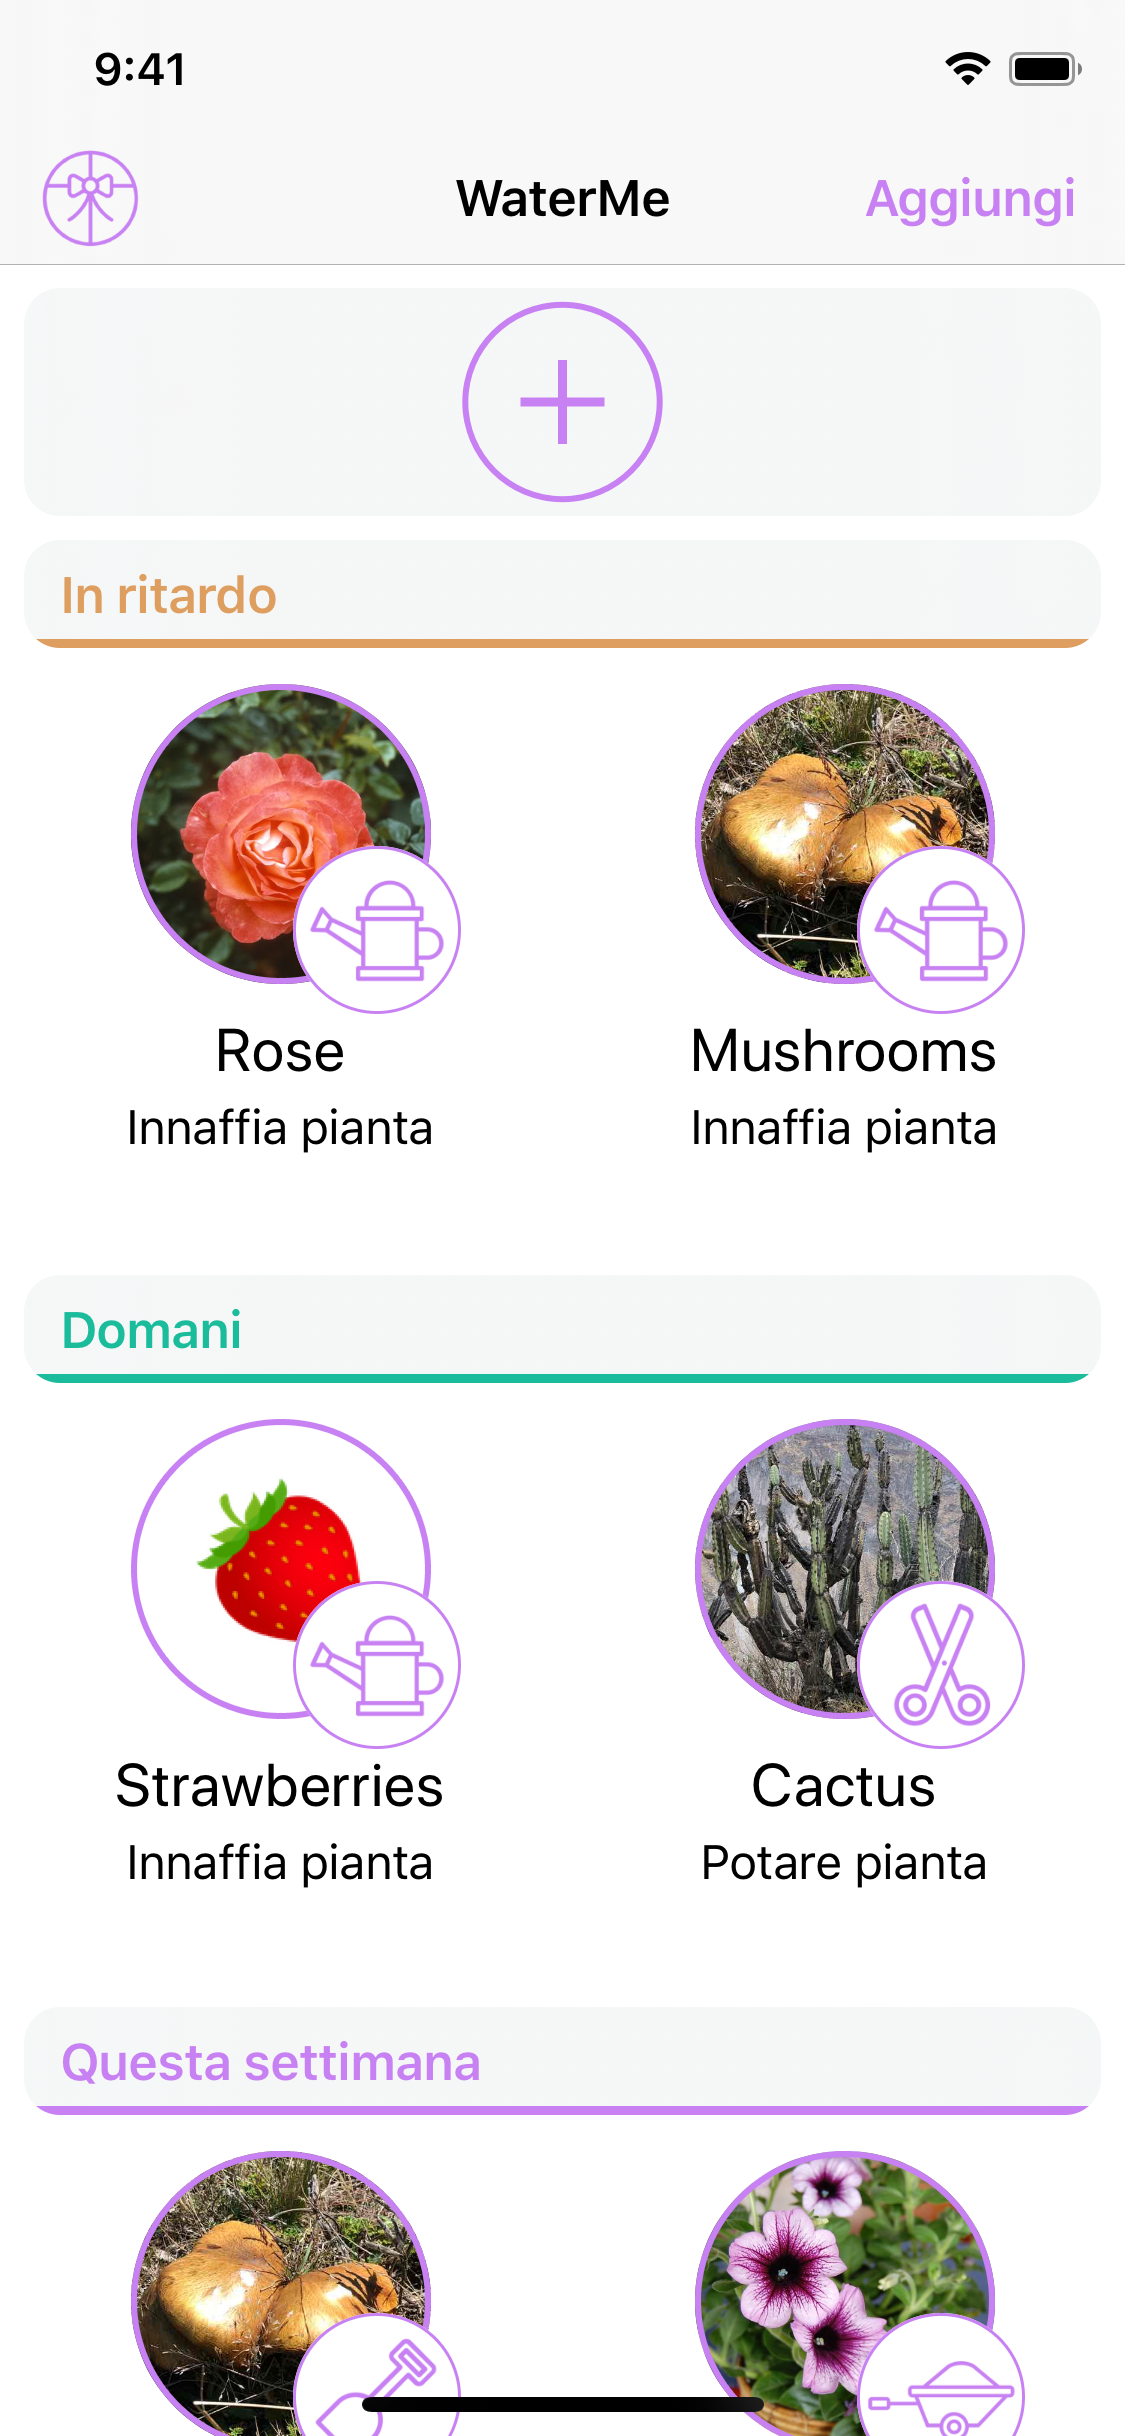 9:41
WaterMe
Aggiungi
In ritardo
Rose
Mushrooms
Innaffia pianta
Innaffia pianta
Domani
Strawberries
Cactus
Innaffia pianta
Potare pianta
Questa settimana